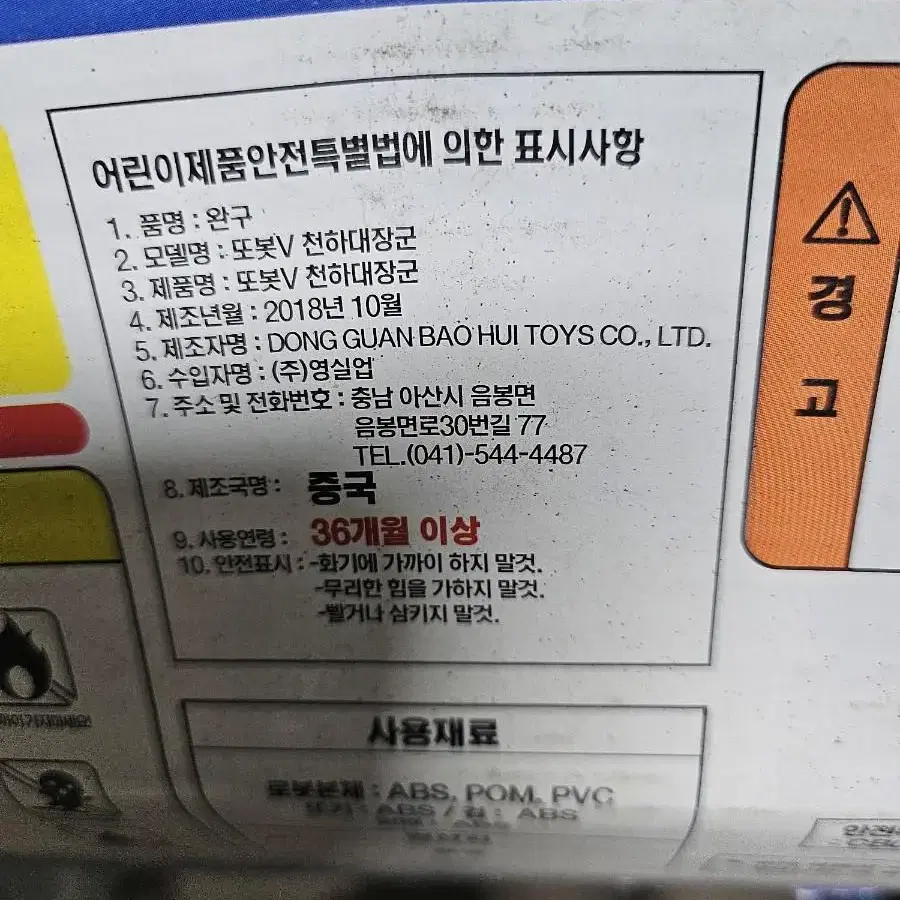 어린이제품안전특별법에 의한 표시사항
1. 품명 : 완구
2. 모델명 : 또봇V 천하대장군
3. 제품명 : 또봇V 천하대장군
4. 제조년월 : 2018년 10월
5. 제조자명 : DONG GUAN BAO HUI TOYS CO., LTD.
6. 수입자명 : (주)영실업
7. 주소 및 전화번호 : 충남 아산시 음봉면
음봉면로30번길 77
TEL.(041)-544-4487
8. 제조국명 : 중국
9. 사용연령 : 36개월 이상
10. 안전표시 : -화기에 가까이 하지 말것.
-무리한 힘을 가하지 말것.
-빨거나 삼키지 말것.
경
고
사용재료
로봇본체 : ABS, POM, PVC
도끼 : ABS / 검 : ABS